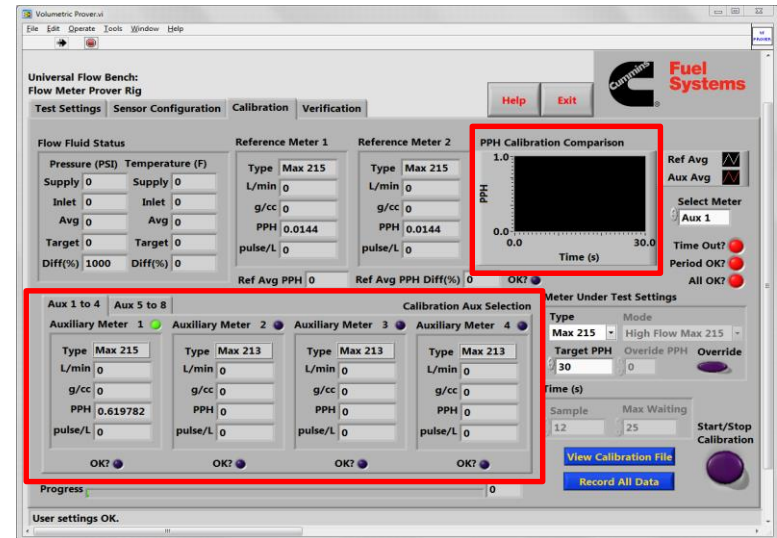 Volumetric Prover.vi
File Edit Operate Tools Window Help
Universal Flow Bench:
Flow Meter Prover Rig
Help Exit
Cummins ®
Fuel
Systems
Test Settings Sensor Configuration Calibration Verification
Flow Fluid Status
Pressure (PSI) Temperature (F)
Supply 0 Supply 0
Inlet 0 Inlet 0
Avg 0 Avg 0
Target 0 Target 0
Diff(%) 1000 Diff(%) 0
Reference Meter 1
Type Max 215
L/min 0
g/cc 0
PPH 0.0144
pulse/L 0
Reference Meter 2
Type Max 215
L/min 0
g/cc 0
PPH 0.0144
pulse/L 0
Ref Avg PPH 0 Ref Avg PPH Diff(%) 0 OK?
PPH Calibration Comparison
1.0
PPH
0.0
0.0 30.0
Time (s)
Ref Avg
Aux Avg
Select Meter
Aux 1
Time Out?
Period OK?
All OK?
Aux 1 to 4 Aux 5 to 8 Calibration Aux Selection
Auxiliary Meter 1
Type Max 215
L/min 0
g/cc 0
PPH 0.619782
pulse/L 0
OK?
Auxiliary Meter 2
Type Max 213
L/min 0
g/cc 0
PPH 0
pulse/L 0
OK?
Auxiliary Meter 3
Type Max 213
L/min 0
g/cc 0
PPH 0
pulse/L 0
OK?
Auxiliary Meter 4
Type Max 213
L/min 0
g/cc 0
PPH 0
pulse/L 0
OK?
Meter Under Test Settings
Type Mode
Max 215 High Flow Max 215
Target PPH Overide PPH Override
30 0
Time (s)
Sample Max Waiting
12 25
Start/Stop
Calibration
View Calibration File
Record All Data
Progress 0
User settings OK.